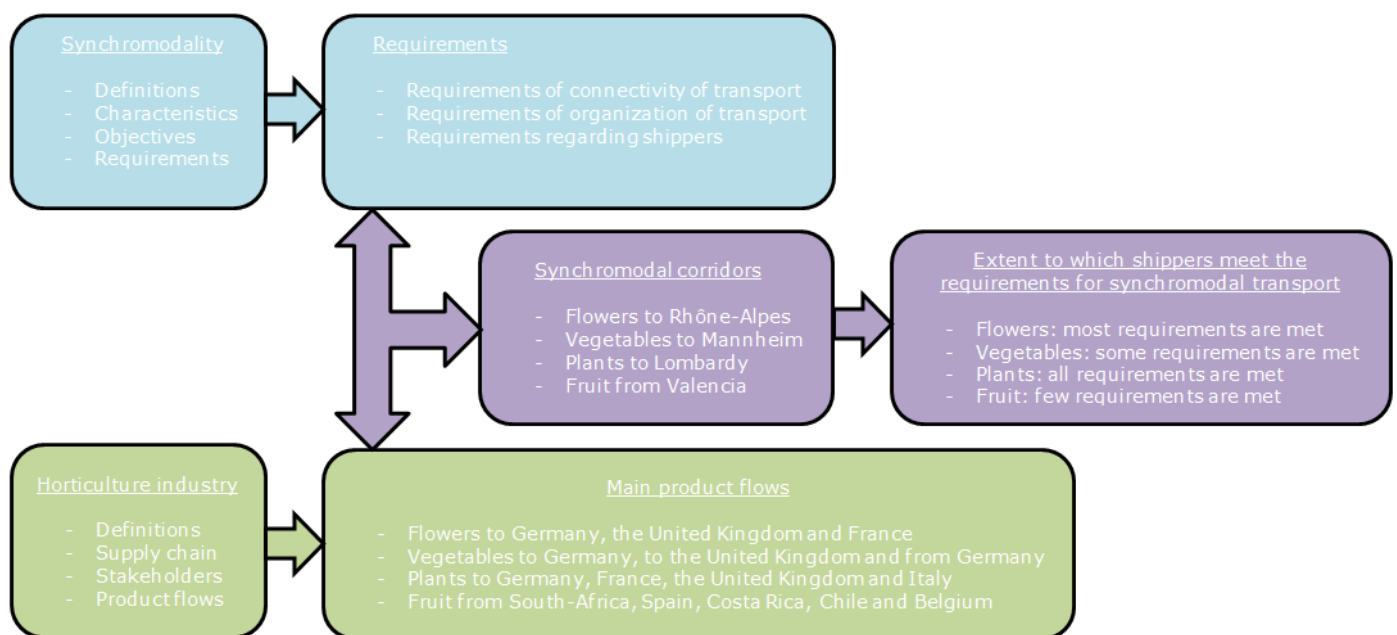 Synchromodality
- Definitions
- Characteristics
- Objectives
- Requirements
Requirements
- Requirements of connectivity of transport
- Requirements of organization of transport
- Requirements regarding shippers
Synchromodal corridors
- Flowers to Rhône-Alpes
- Vegetables to Mannheim
- Plants to Lombardy
- Fruit from Valencia
Extent to which shippers meet the
requirements for synchromodal transport
- Flowers: most requirements are met
- Vegetables: some requirements are met
- Plants: all requirements are met
- Fruit: few requirements are met
Horticulture industry
- Definitions
- Supply chain
- Stakeholders
- Product flows
Main product flows
- Flowers to Germany, the United Kingdom and France
- Vegetables to Germany, to the United Kingdom and from Germany
- Plants to Germany, France, the United Kingdom and Italy
- Fruit from South-Africa, Spain, Costa Rica, Chile and Belgium